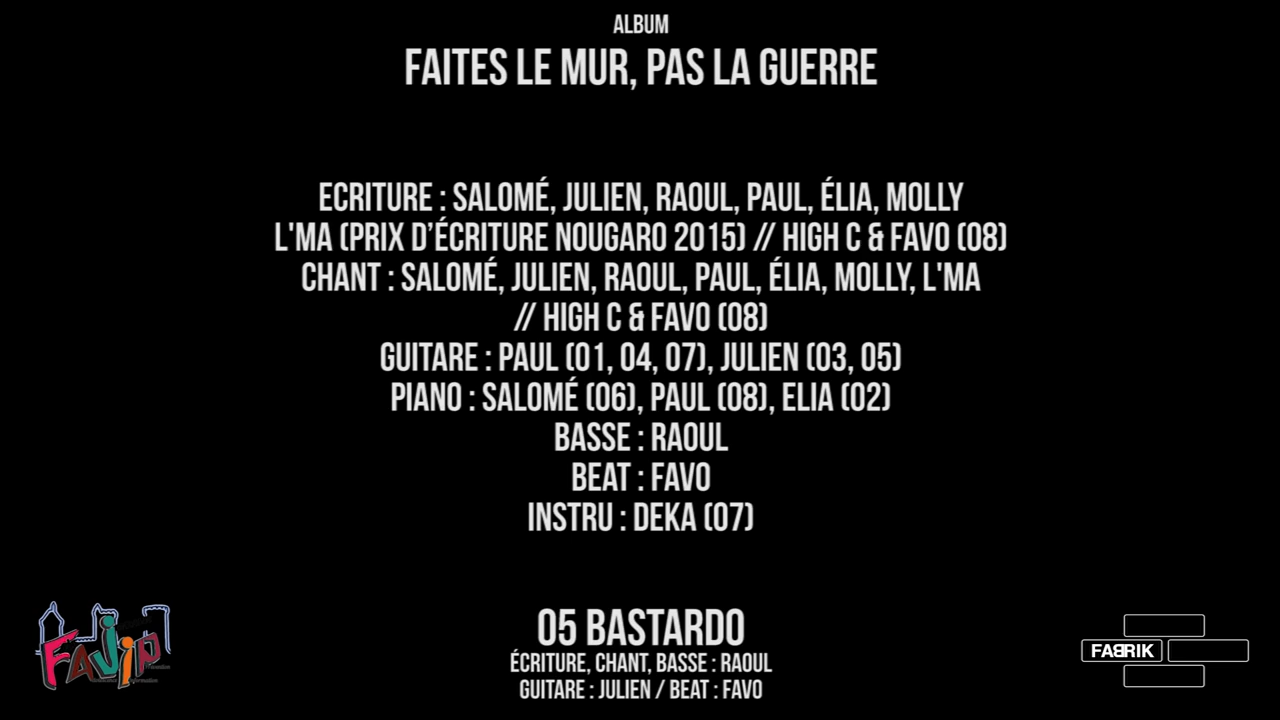 ALBUM
FAITES LE MUR, PAS LA GUERRE
ECRITURE : SALOMÉ, JULIEN, RAOUL, PAUL, ÉLIA, MOLLY
L'MA (PRIX D’ÉCRITURE NOUGARO 2015) // HIGH C & FAVO (08)
CHANT : SALOMÉ, JULIEN, RAOUL, PAUL, ÉLIA, MOLLY, L'MA
// HIGH C & FAVO (08)
GUITARE : PAUL (01, 04, 07), JULIEN (03, 05)
PIANO : SALOMÉ (06), PAUL (08), ELIA (02)
BASSE : RAOUL
BEAT : FAVO
INSTRU : DEKA (07)
05 BASTARDO
ÉCRITURE, CHANT, BASSE : RAOUL
GUITARE : JULIEN / BEAT : FAVO
FAJIP
FABRIK